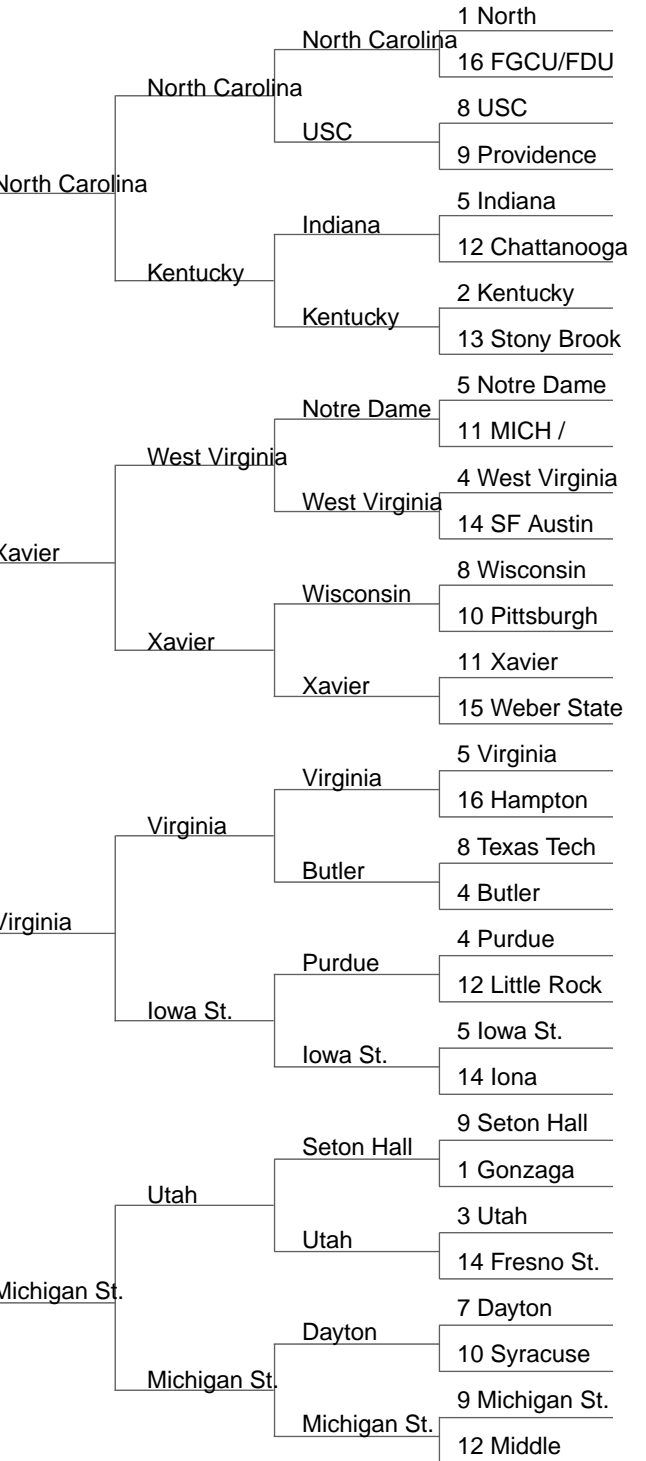 1 North
North Carolina
16 FGCU/FDU
North Carolina
8 USC
USC
9 Providence
North Carolina
5 Indiana
Indiana
12 Chattanooga
Kentucky
2 Kentucky
Kentucky
13 Stony Brook
5 Notre Dame
Notre Dame
11 MICH /
West Virginia
4 West Virginia
West Virginia
14 SF Austin
Xavier
8 Wisconsin
Wisconsin
10 Pittsburgh
Xavier
11 Xavier
Xavier
15 Weber State
5 Virginia
Virginia
16 Hampton
Virginia
8 Texas Tech
Butler
4 Butler
Virginia
4 Purdue
Purdue
12 Little Rock
Iowa St.
5 Iowa St.
Iowa St.
14 Iona
9 Seton Hall
Seton Hall
1 Gonzaga
Utah
3 Utah
Utah
14 Fresno St.
Michigan St.
7 Dayton
Dayton
10 Syracuse
Michigan St.
9 Michigan St.
Michigan St.
12 Middle